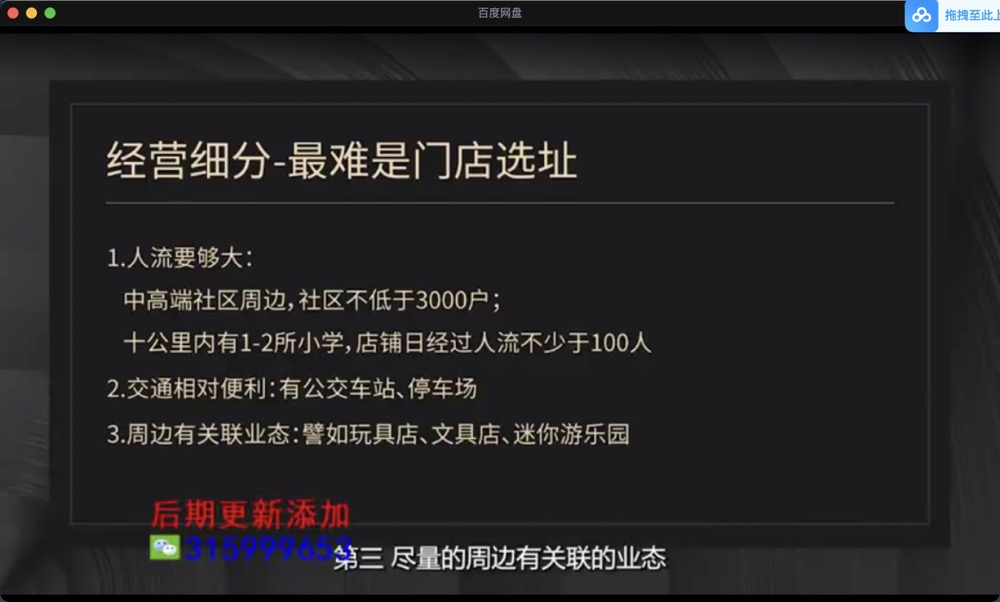 百度网盘
拖拽至此上
经营细分-最难是门店选址
1.人流要够大：
中高端社区周边，社区不低于3000户；
十公里内有1-2所小学，店铺日经过人流不少于100人
2.交通相对便利：有公交车站、停车场
3.周边有关联业态：譬如玩具店、文具店、迷你游乐园
后期更新添加
315999653
第三 尽量的周边有关联的业态